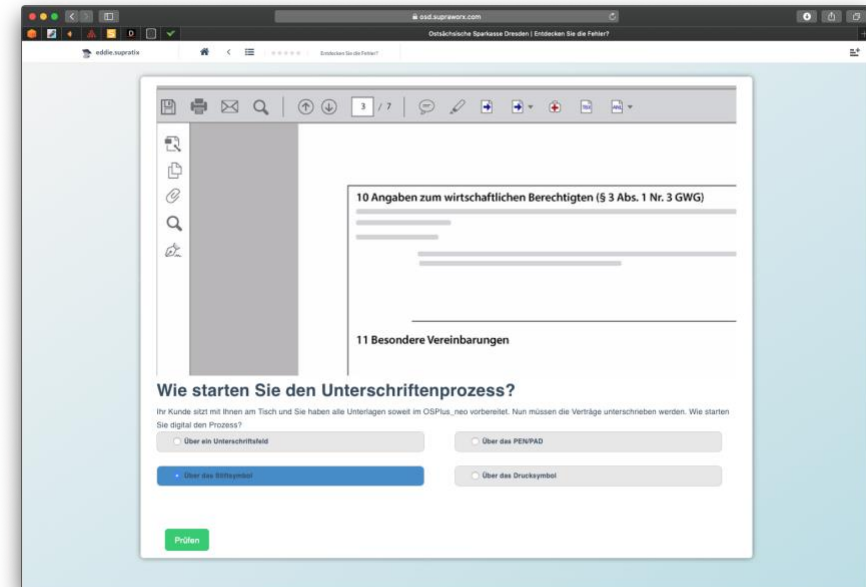 osd.supraworx.com
Ostsächsische Sparkasse Dresden | Entdecken Sie die Fehler?
eddie.supratix
Entdecken Sie die Fehler?
3 / 7
10 Angaben zum wirtschaftlichen Berechtigten (§ 3 Abs. 1 Nr. 3 GWG)
11 Besondere Vereinbarungen
Wie starten Sie den Unterschriftenprozess?
Ihr Kunde sitzt mit Ihnen am Tisch und Sie haben alle Unterlagen soweit im OSPlus_neo vorbereitet. Nun müssen die Verträge unterschrieben werden. Wie starten
Sie digital den Prozess?
Über ein Unterschriftsfeld
Über das PEN/PAD
Über das Stiftsymbol
Über das Drucksymbol
Prüfen